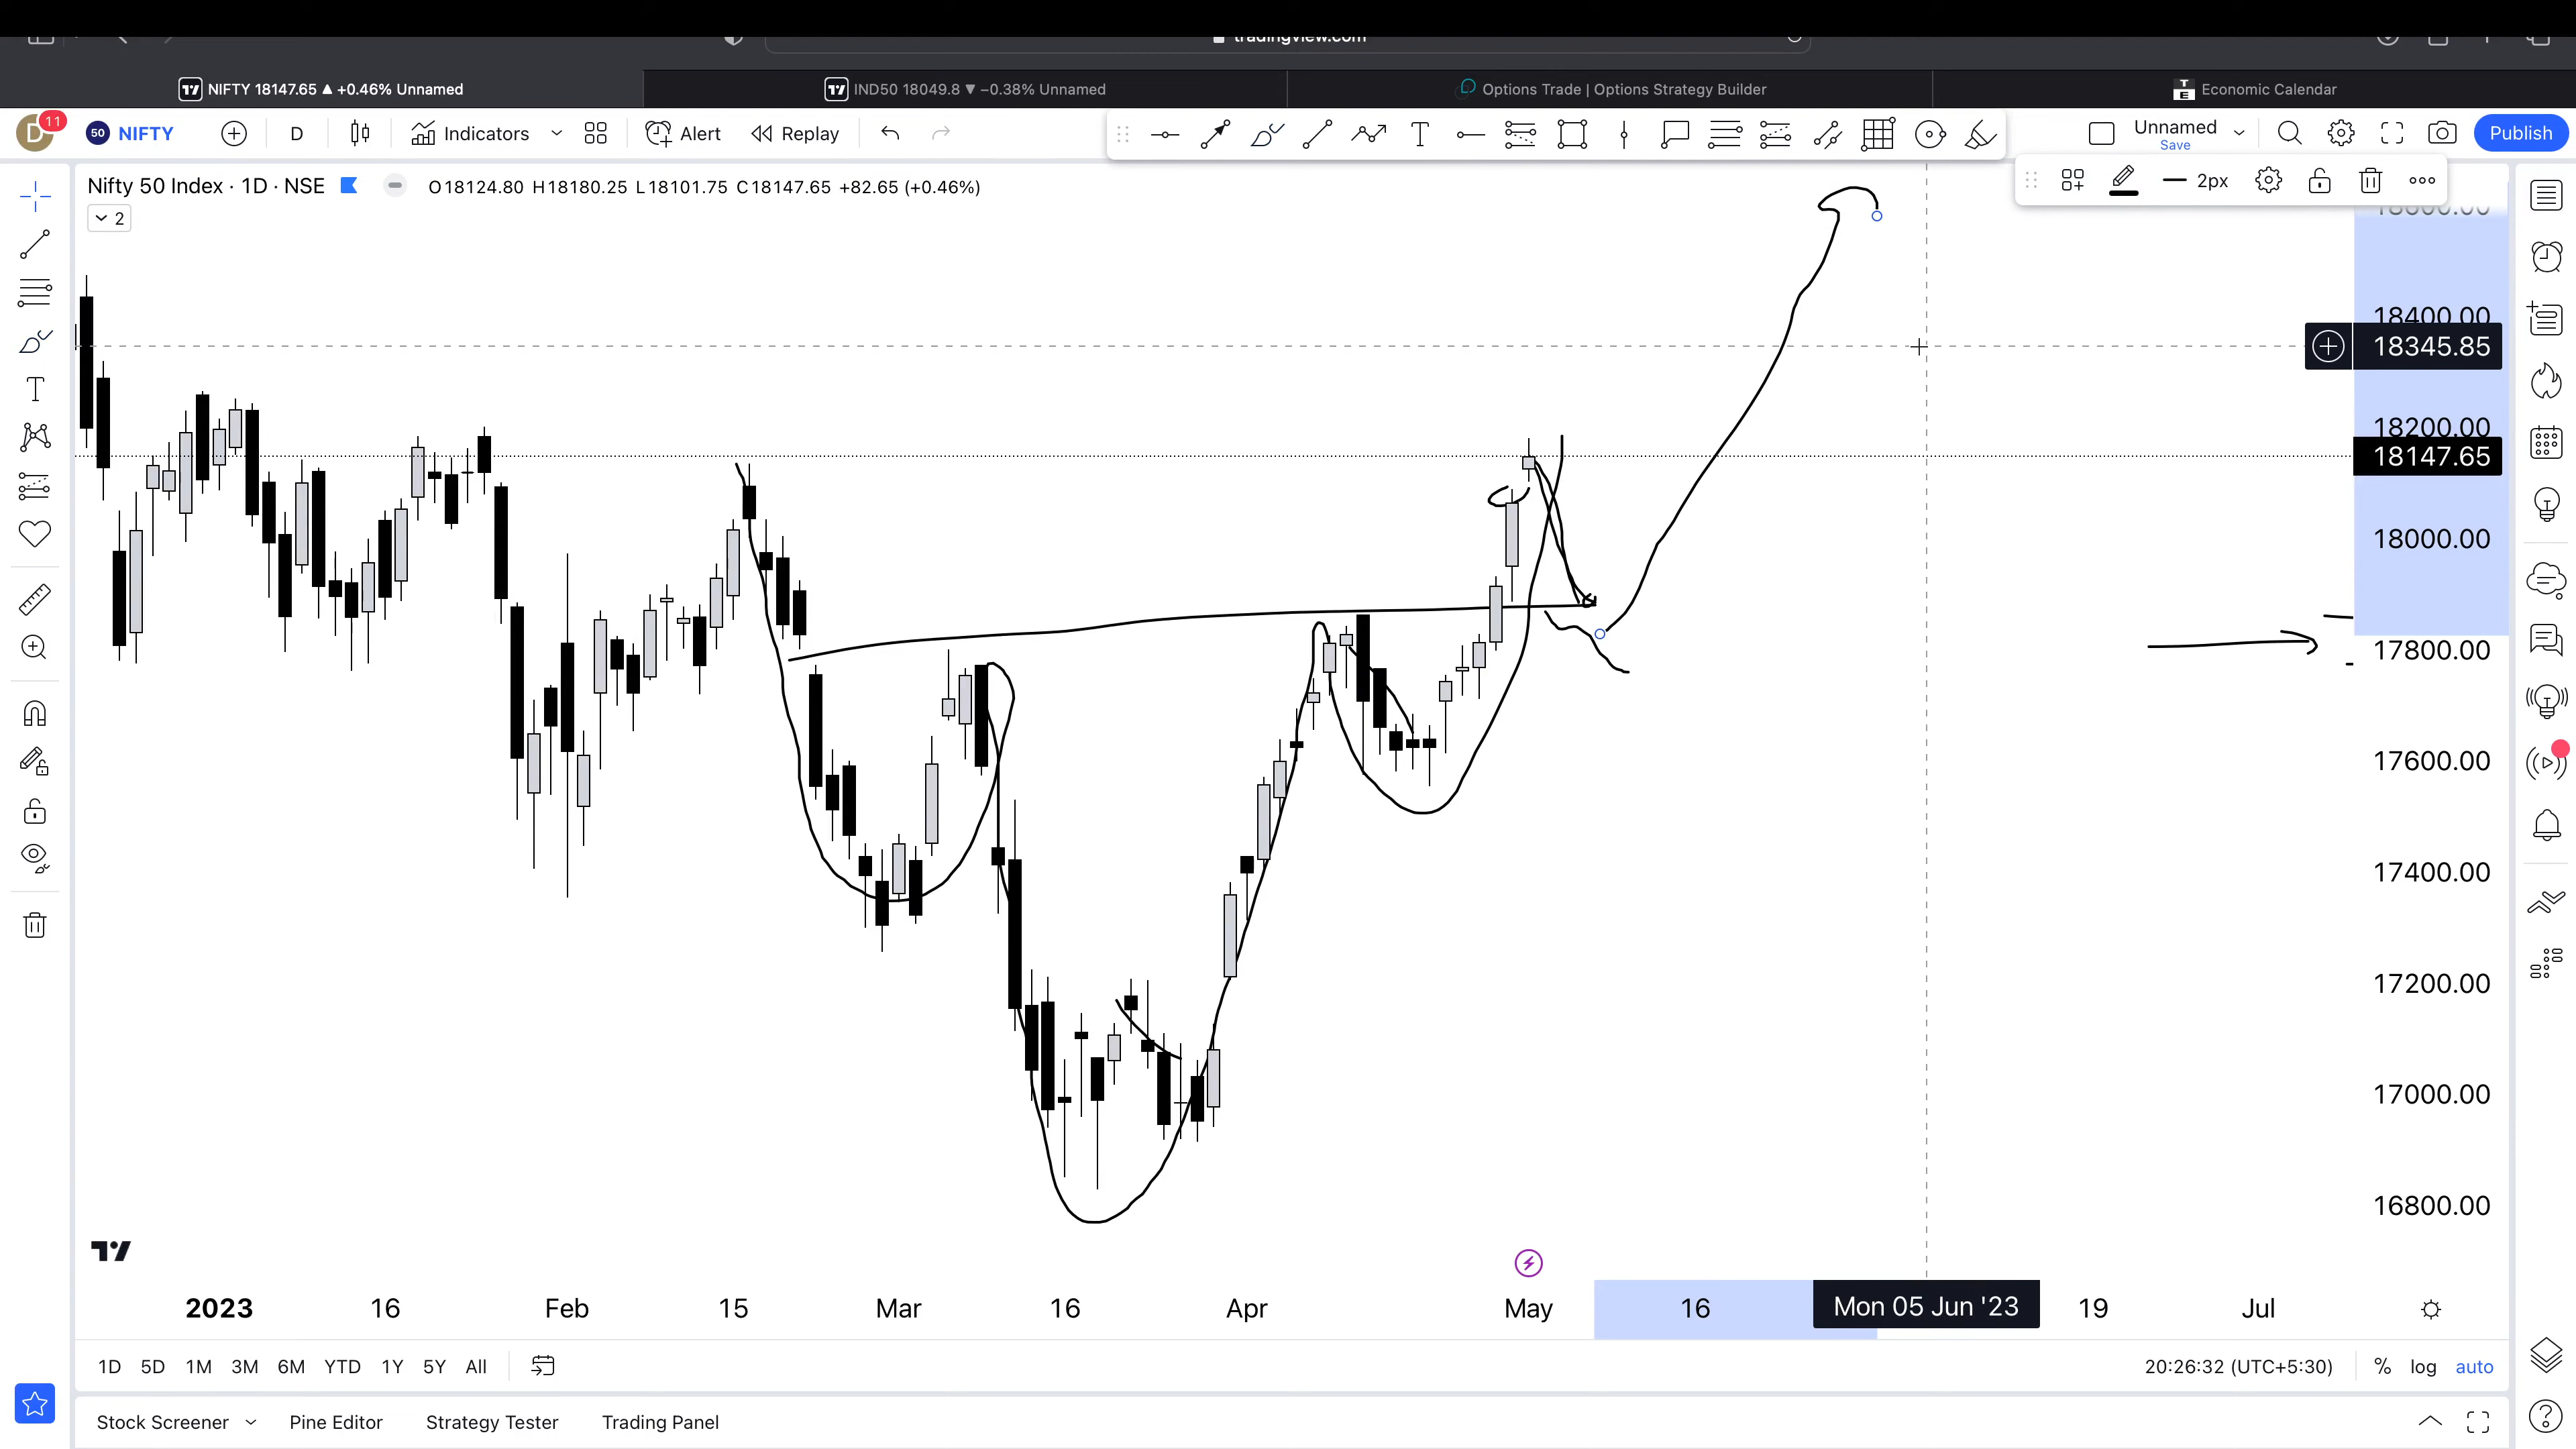 tradingview.com
NIFTY 18147.65 ▲ +0.46% Unnamed
IND50 18049.8 ▼ −0.38% Unnamed
Options Trade | Options Strategy Builder
TE
Economic Calendar
D
11
50
NIFTY
D
Indicators
Alert
Replay
T
Unnamed
Save
Publish
Nifty 50 Index · 1D · NSE
O18124.80 H18180.25 L18101.75 C18147.65 +82.65 (+0.46%)
2px
2
18400.00
18345.85
18200.00
18147.65
18000.00
17800.00
17600.00
17400.00
17200.00
17000.00
16800.00
2023
16
Feb
15
Mar
16
Apr
May
16
Mon 05 Jun '23
19
Jul
1D
5D
1M
3M
6M
YTD
1Y
5Y
All
20:26:32 (UTC+5:30)
%
log
auto
Stock Screener
Pine Editor
Strategy Tester
Trading Panel